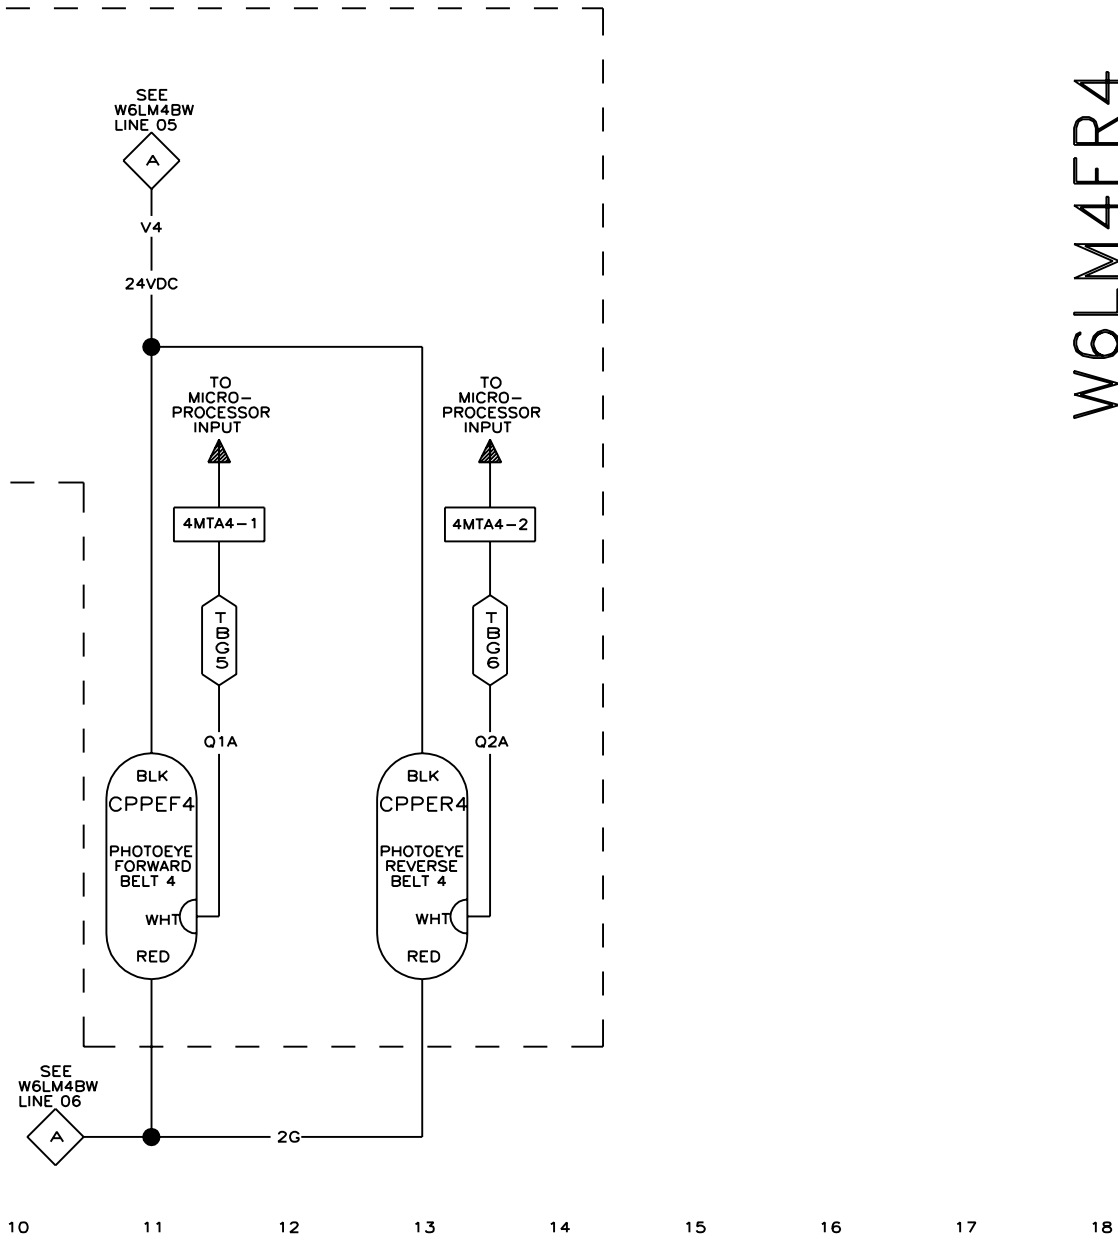 SEE
W6LM4BW
LINE 05
A
V4
24VDC
TO
MICRO-
PROCESSOR
INPUT
TO
MICRO-
PROCESSOR
INPUT
4MTA4-1
4MTA4-2
TBG5
TBG6
Q1A
Q2A
BLK
CPPEF4
PHOTOEYE
FORWARD
BELT 4
WHT
RED
BLK
CPPER4
PHOTOEYE
REVERSE
BELT 4
WHT
RED
SEE
W6LM4BW
LINE 06
A
2G
10 11 12 13 14 15 16 17 18